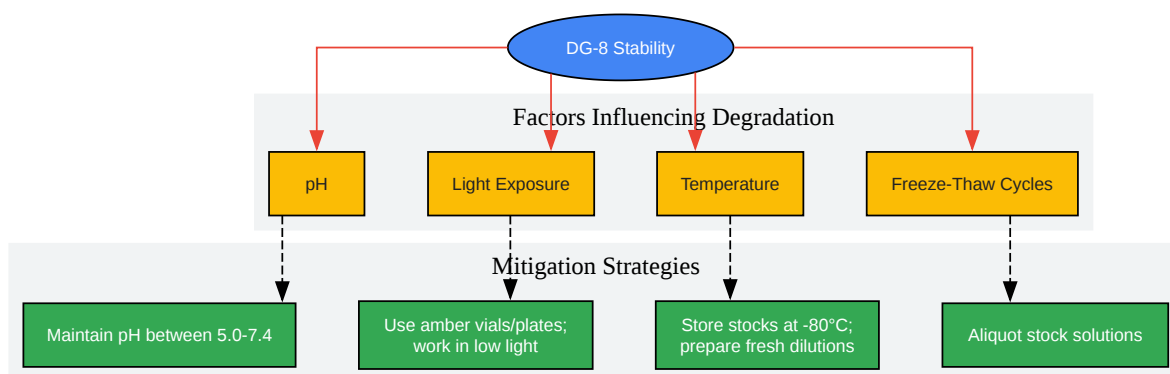 DG-8 Stability
Factors Influencing Degradation
pH
Light Exposure
Temperature
Freeze-Thaw Cycles
Mitigation Strategies
Maintain pH between 5.0-7.4
Use amber vials/plates;
work in low light
Store stocks at -80°C;
prepare fresh dilutions
Aliquot stock solutions